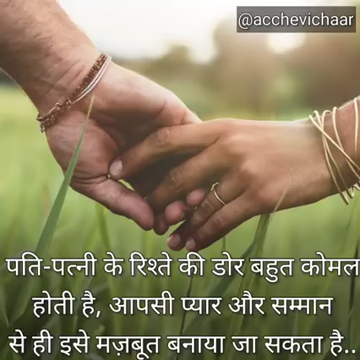 @acchevichaar
पति-पत्नी के रिश्ते की डोर बहुत कोमल
होती है, आपसी प्यार और सम्मान
से ही इसे मज़बूत बनाया जा सकता है..